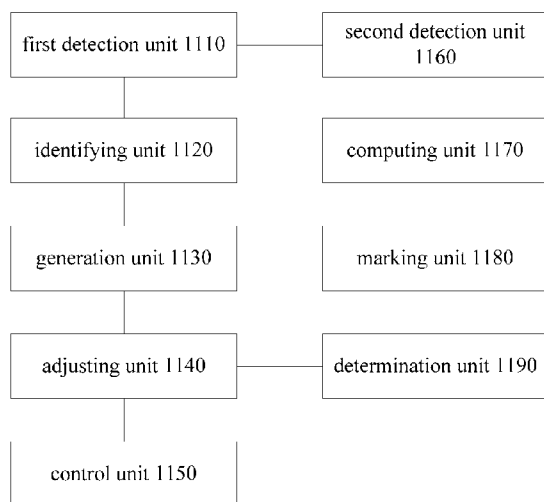 first detection unit 1110
second detection unit
1160
identifying unit 1120
computing unit 1170
generation unit 1130
marking unit 1180
adjusting unit 1140
determination unit 1190
control unit 1150